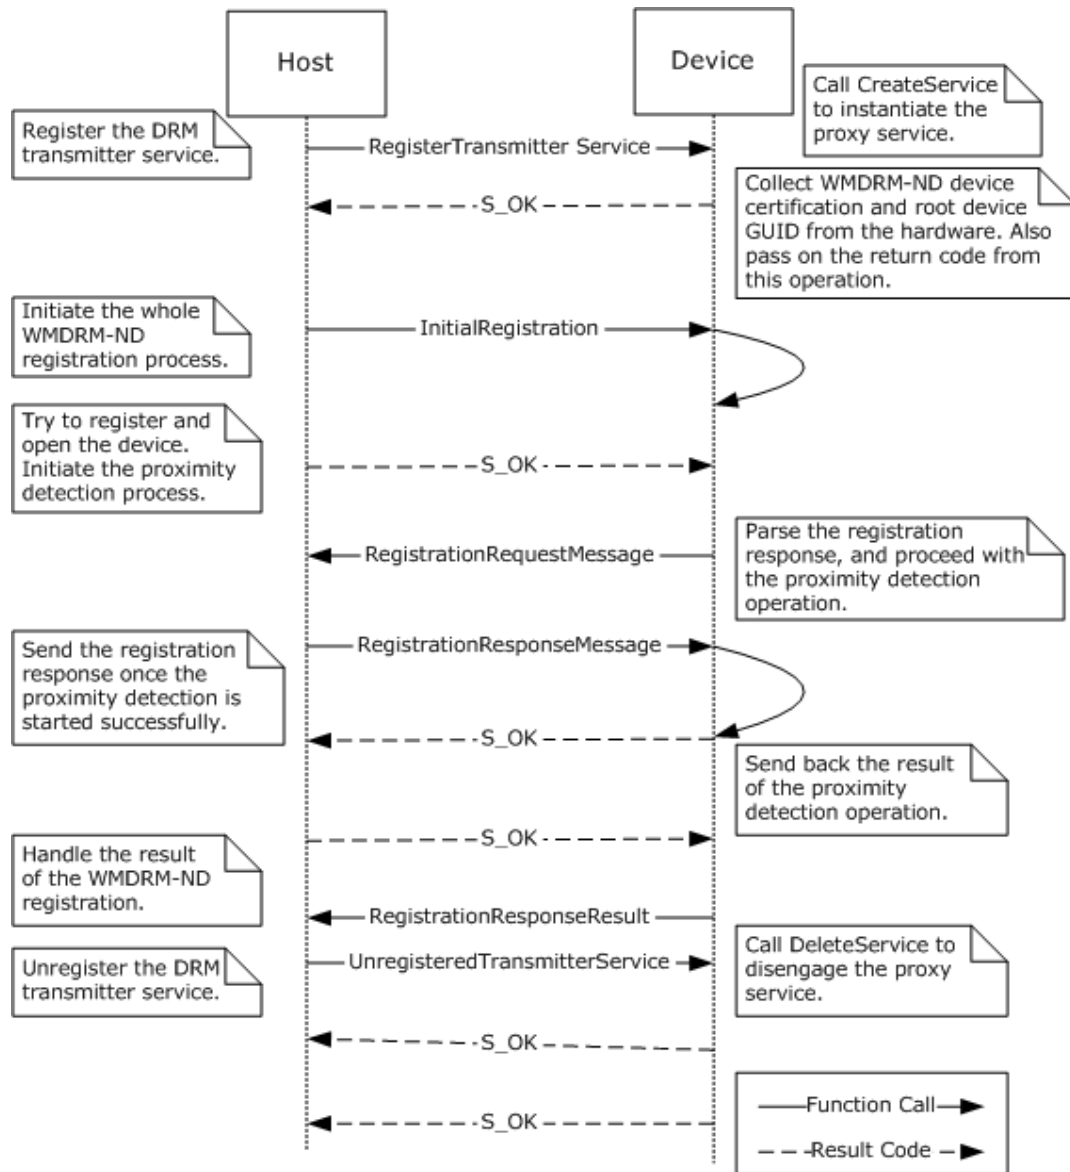 Host
Device
Call CreateService
to instantiate the
proxy service.
Register the DRM
transmitter service.
RegisterTransmitter Service
S_OK
Collect WMDRM-ND device
certification and root device
GUID from the hardware. Also
pass on the return code from
this operation.
Initiate the whole
WMDRM-ND
registration process.
InitialRegistration
Try to register and
open the device.
Initiate the proximity
detection process.
S_OK
RegistrationRequestMessage
Parse the registration
response, and proceed with
the proximity detection
operation.
Send the registration
response once the
proximity detection is
started successfully.
RegistrationResponseMessage
S_OK
Send back the result
of the proximity
detection operation.
S_OK
Handle the result
of the WMDRM-ND
registration.
RegistrationResponseResult
Unregister the DRM
transmitter service.
UnregisteredTransmitterService
Call DeleteService to
disengage the proxy
service.
S_OK
S_OK
Function Call
Result Code